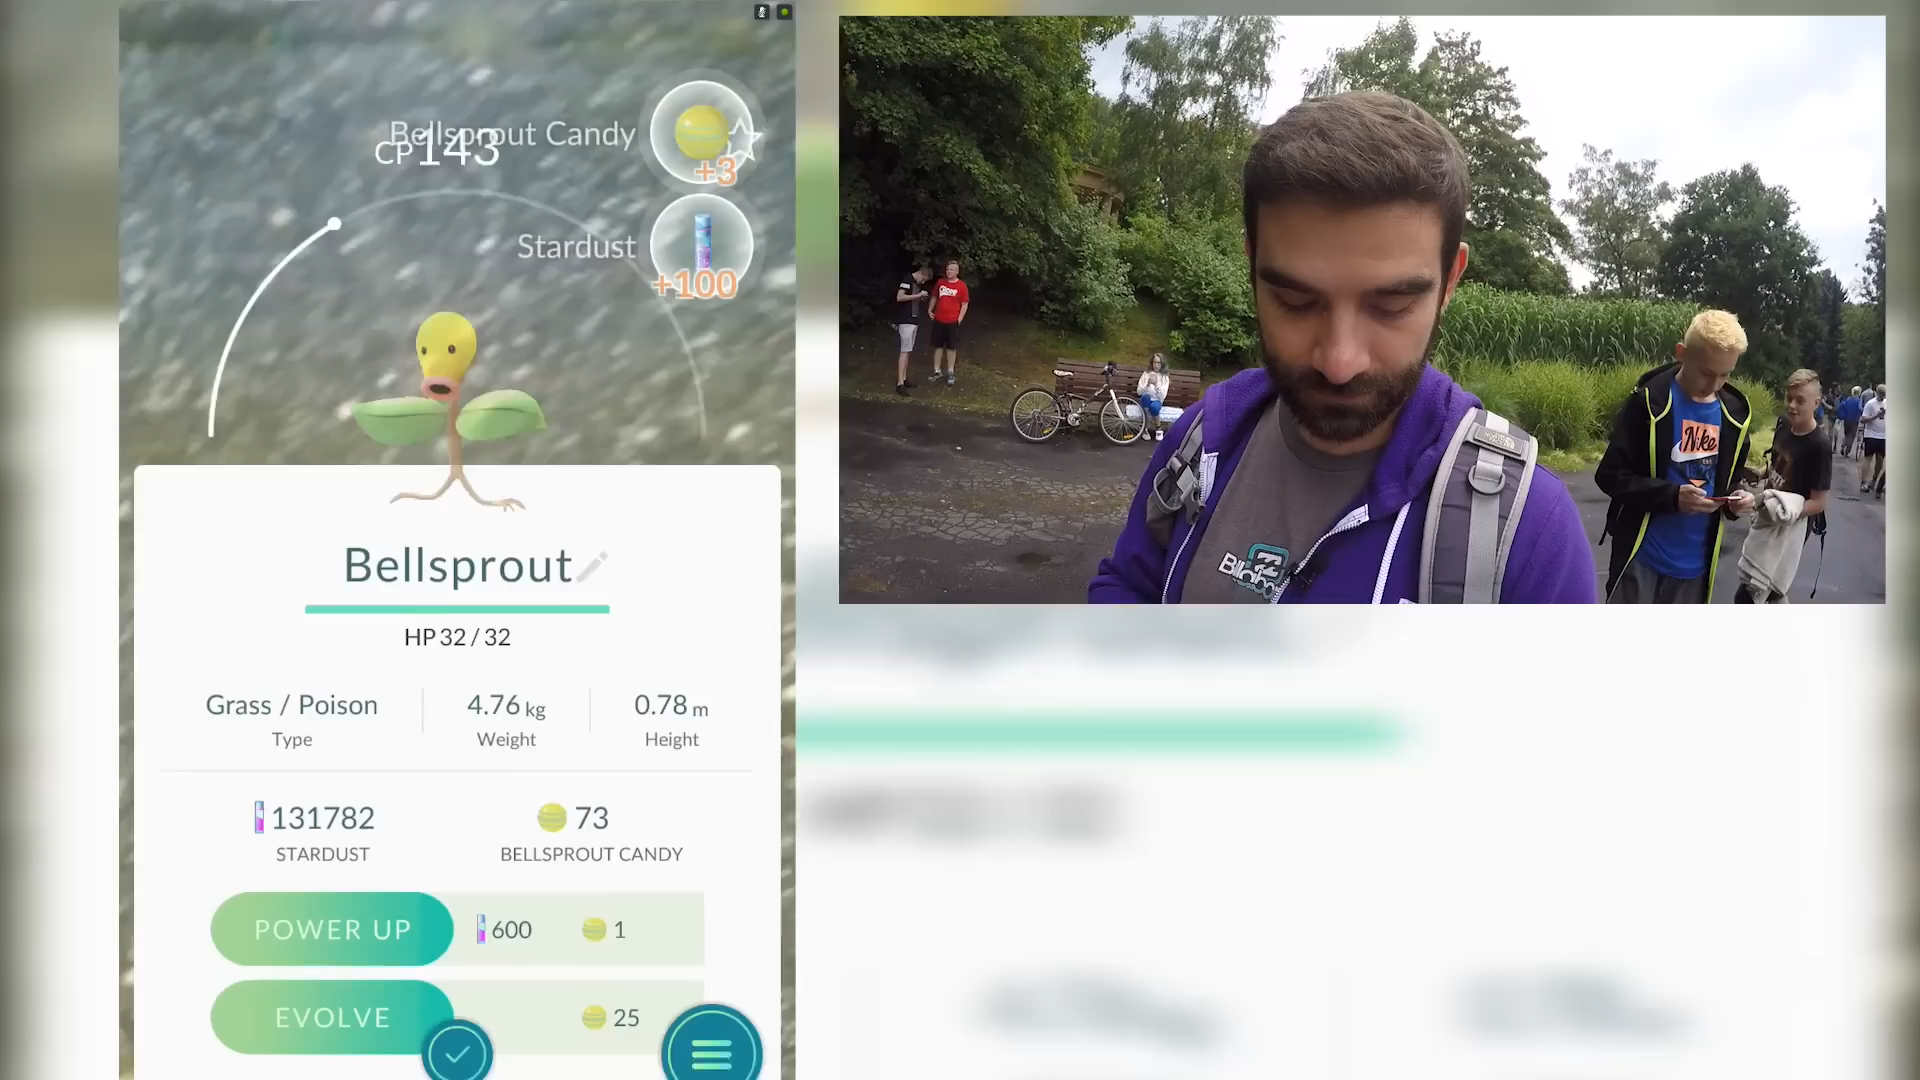 Bellsprout Candy
CP143
+3
Stardust
+100
Bellsprout
HP 32 / 32
Grass / Poison
Type
4.76 kg
Weight
0.78 m
Height
131782
STARDUST
73
BELLSPROUT CANDY
POWER UP
600
1
EVOLVE
25
Nike